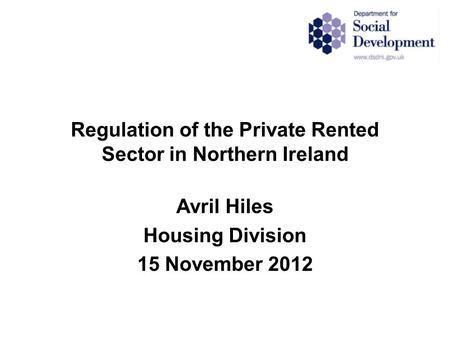 Department for
Social
Development
www.dsdni.gov.uk
Regulation of the Private Rented
Sector in Northern Ireland
Avril Hiles
Housing Division
15 November 2012